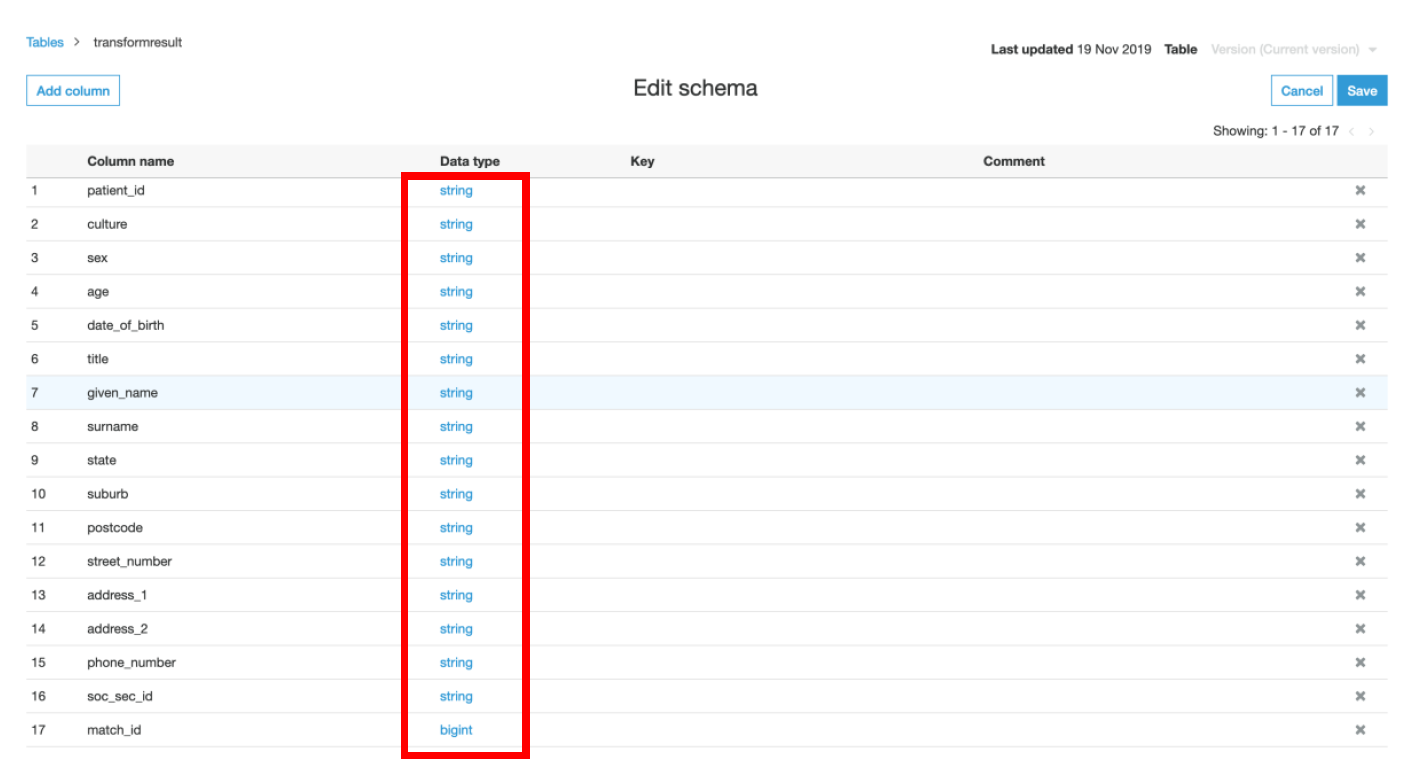 Tables > transformresult
Last updated 19 Nov 2019 Table Version (Current version)
Add column Edit schema Cancel Save
Showing: 1 - 17 of 17 < >
Column name Data type Key Comment
1 patient_id string
2 culture string
3 sex string
4 age string
5 date_of_birth string
6 title string
7 given_name string
8 surname string
9 state string
10 suburb string
11 postcode string
12 street_number string
13 address_1 string
14 address_2 string
15 phone_number string
16 soc_sec_id string
17 match_id bigint